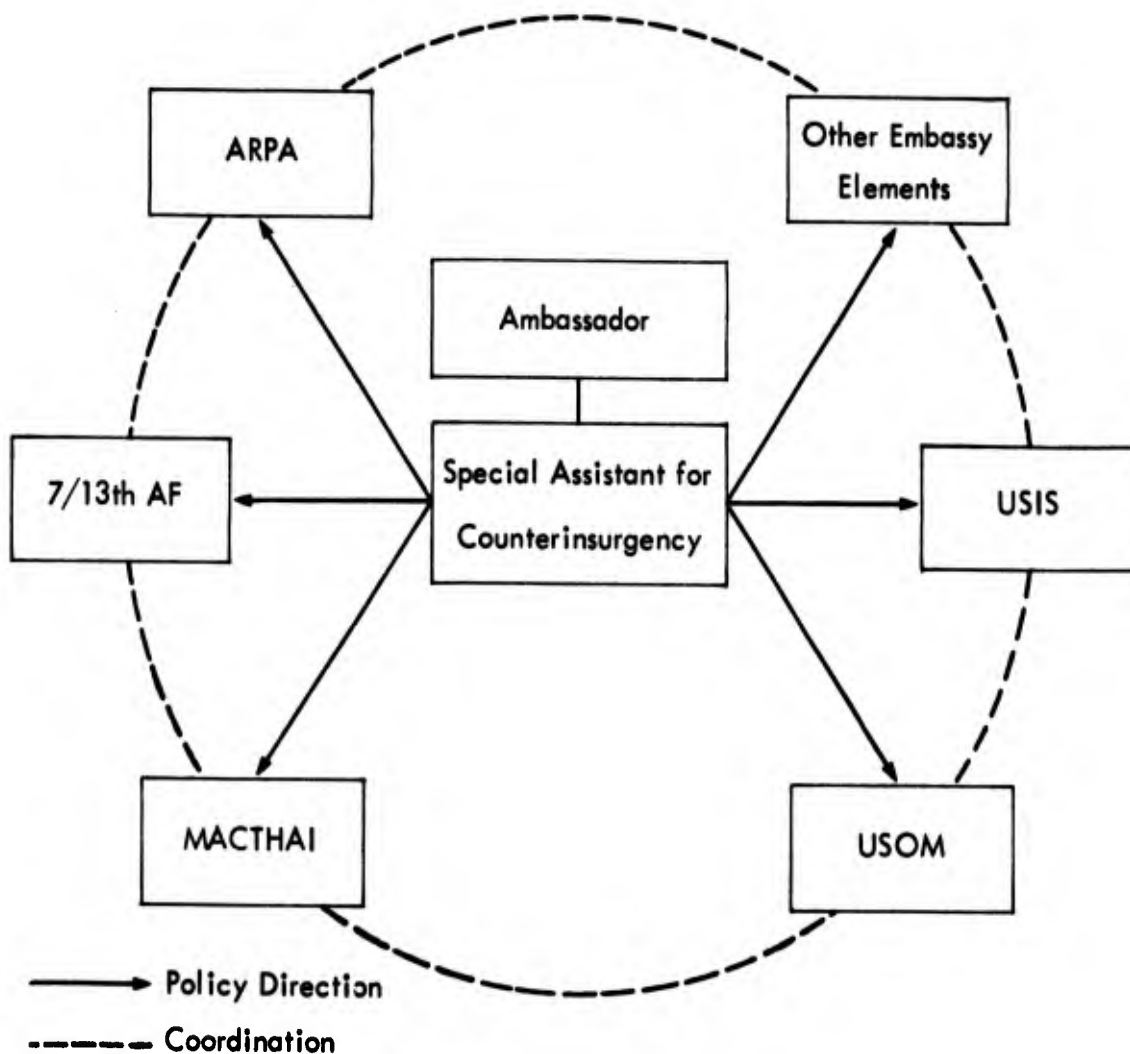 ARPA
Other Embassy
Elements
Ambassador
Special Assistant for
Counterinsurgency
7/13th AF
USIS
MACTHAI
USOM
Policy Direction
Coordination